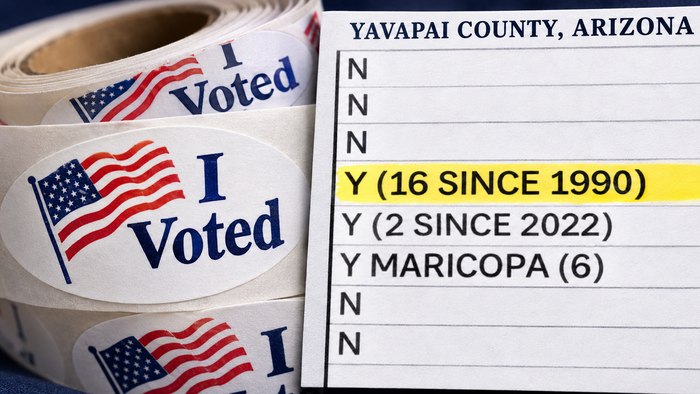 I
Voted
I
Voted
I
YAVAPAI COUNTY, ARIZONA
N
N
N
Y (16 SINCE 1990)
Y (2 SINCE 2022)
Y MARICOPA (6)
N
N